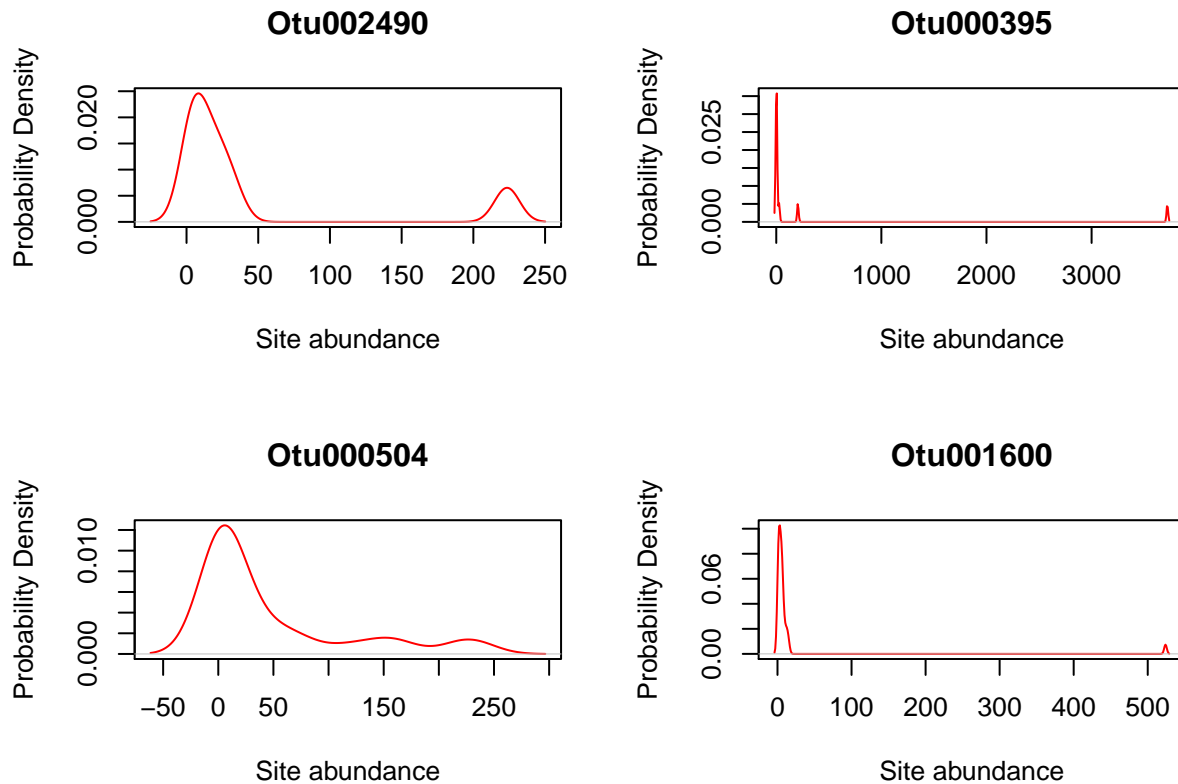 Otu002490
Probability Density
0.000 0.020
0 50 100 150 200 250
Site abundance
Otu000395
Probability Density
0.000 0.025
0 1000 2000 3000
Site abundance
Otu000504
Probability Density
0.000 0.010
−50 0 50 150 250
Site abundance
Otu001600
Probability Density
0.00 0.06
0 100 200 300 400 500
Site abundance